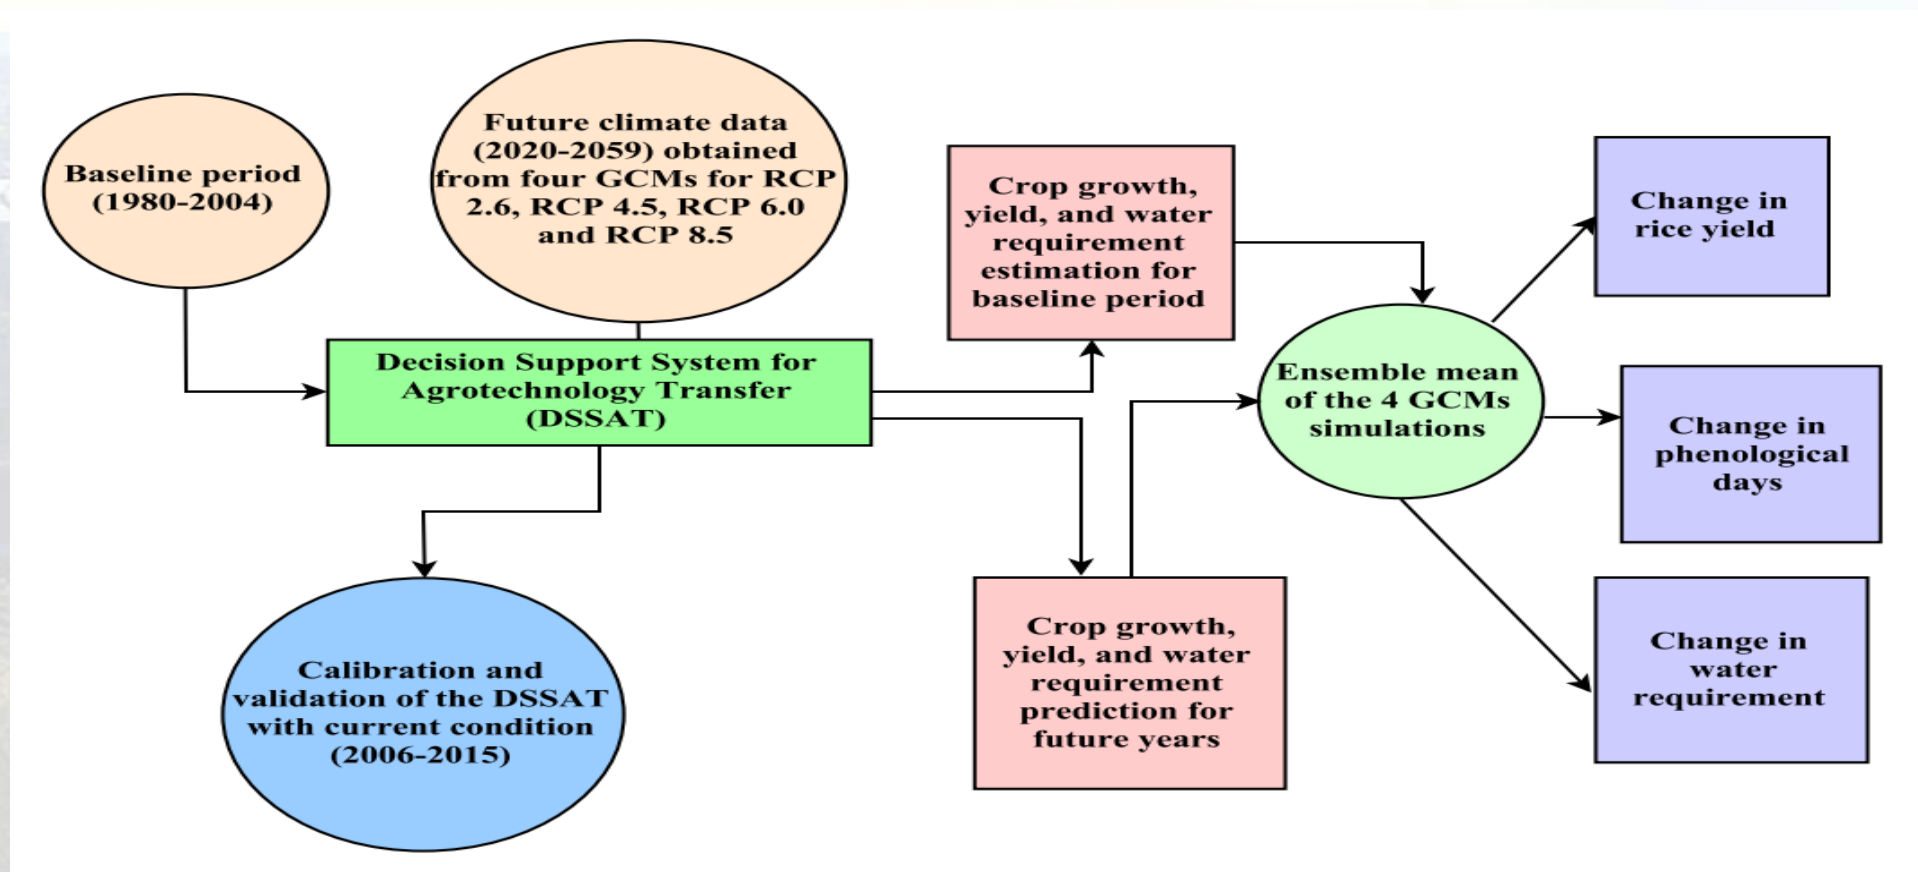 Baseline period
(1980-2004)
Future climate data
(2020-2059) obtained
from four GCMs for RCP
2.6, RCP 4.5, RCP 6.0
and RCP 8.5
Decision Support System for
Agrotechnology Transfer
(DSSAT)
Calibration and
validation of the DSSAT
with current condition
(2006-2015)
Crop growth,
yield, and water
requirement
estimation for
baseline period
Crop growth,
yield, and water
requirement
prediction for
future years
Ensemble mean
of the 4 GCMs
simulations
Change in
rice yield
Change in
phenological
days
Change in
water
requirement